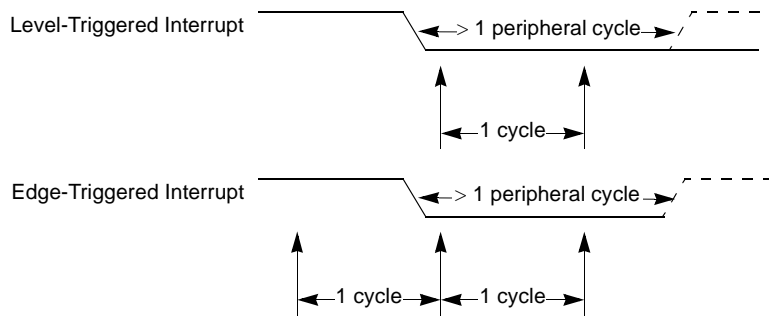 Level-Triggered Interrupt
> 1 peripheral cycle
1 cycle
Edge-Triggered Interrupt
> 1 peripheral cycle
1 cycle
1 cycle